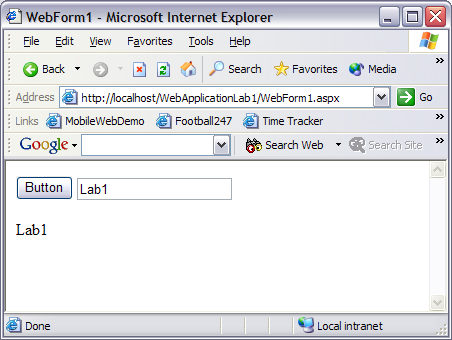 WebForm1 - Microsoft Internet Explorer
File Edit View Favorites Tools Help
Back Search Favorites Media
Address http://localhost/WebApplicationLab1/WebForm1.aspx Go
Links MobileWebDemo Football247 Time Tracker
Google Search Web Search Site
Button Lab1
Lab1
Done Local intranet